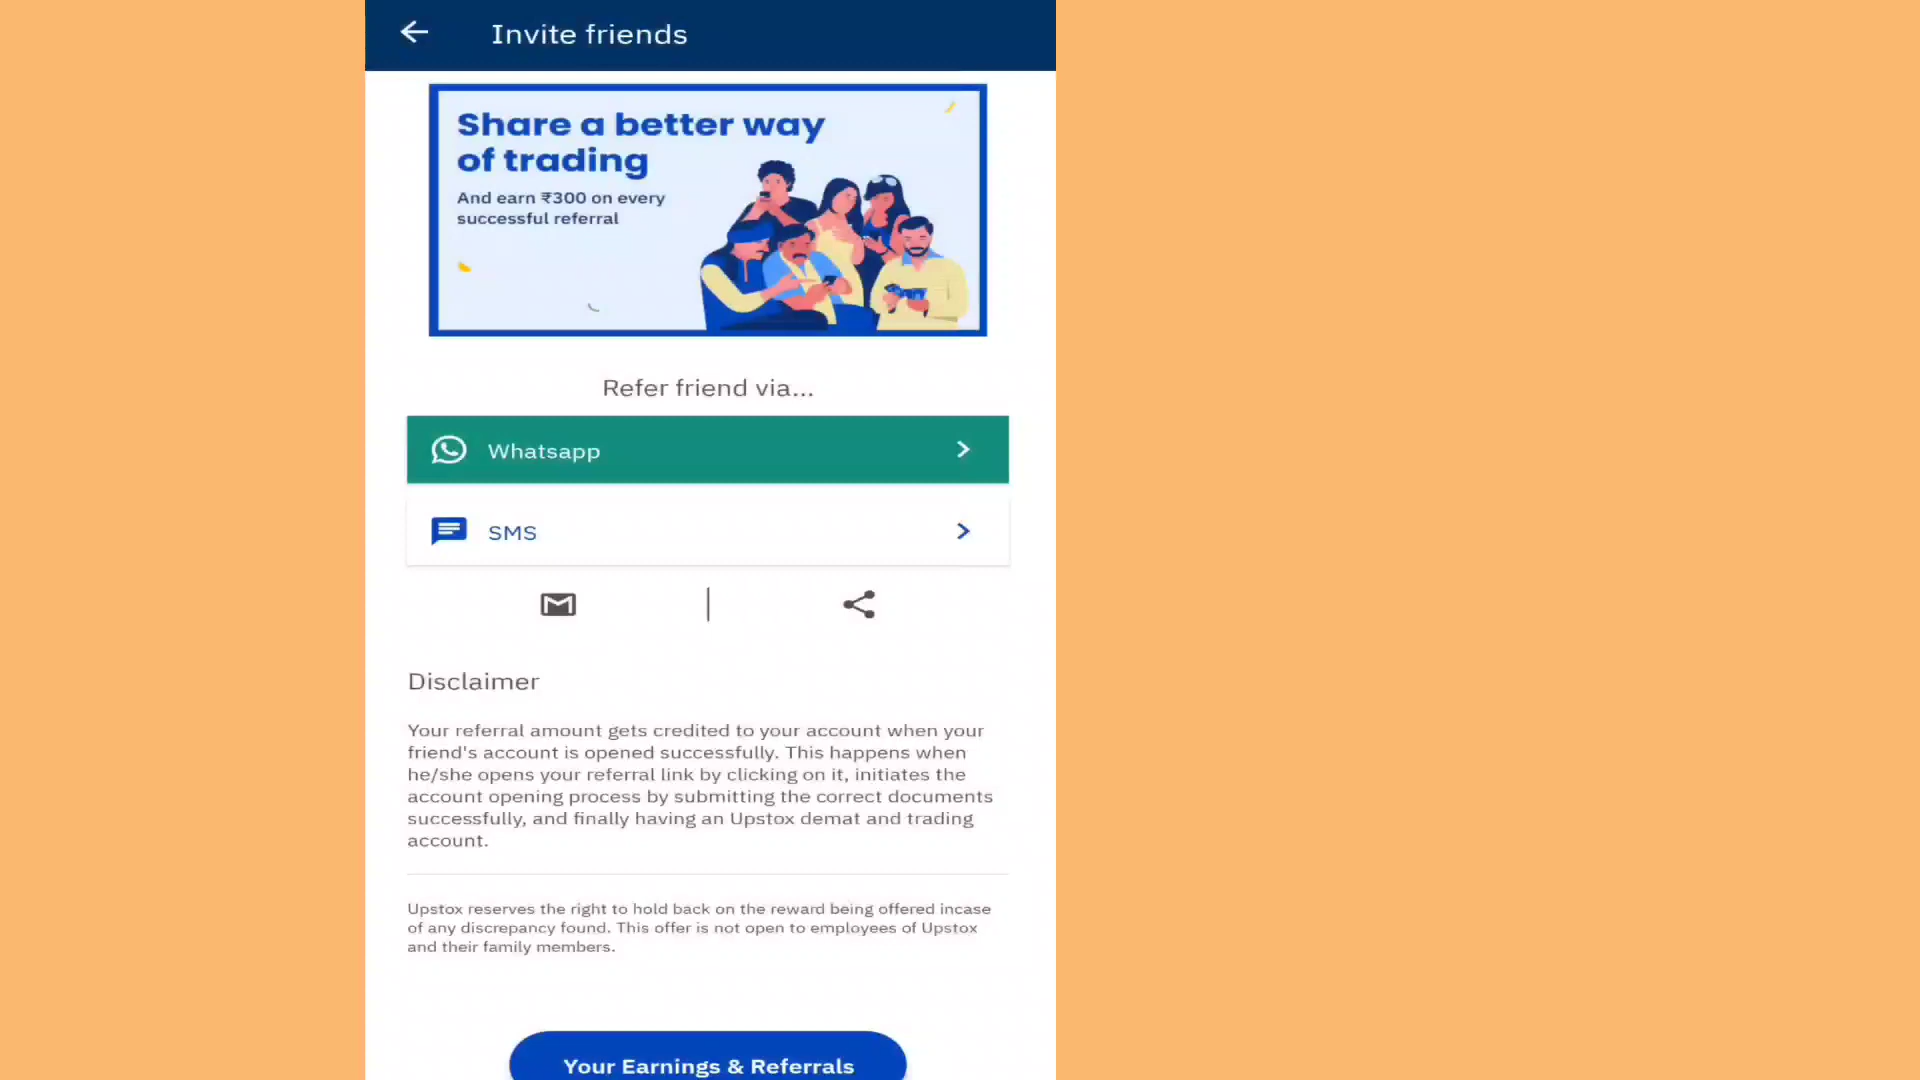 Invite friends
Share a better way
of trading
And earn ₹300 on every
successful referral
Refer friend via...
Whatsapp
SMS
Disclaimer
Your referral amount gets credited to your account when your
friend's account is opened successfully. This happens when
he/she opens your referral link by clicking on it, initiates the
account opening process by submitting the correct documents
successfully, and finally having an Upstox demat and trading
account.
Upstox reserves the right to hold back on the reward being offered incase
of any discrepancy found. This offer is not open to employees of Upstox
and their family members.
Your Earnings & Referrals